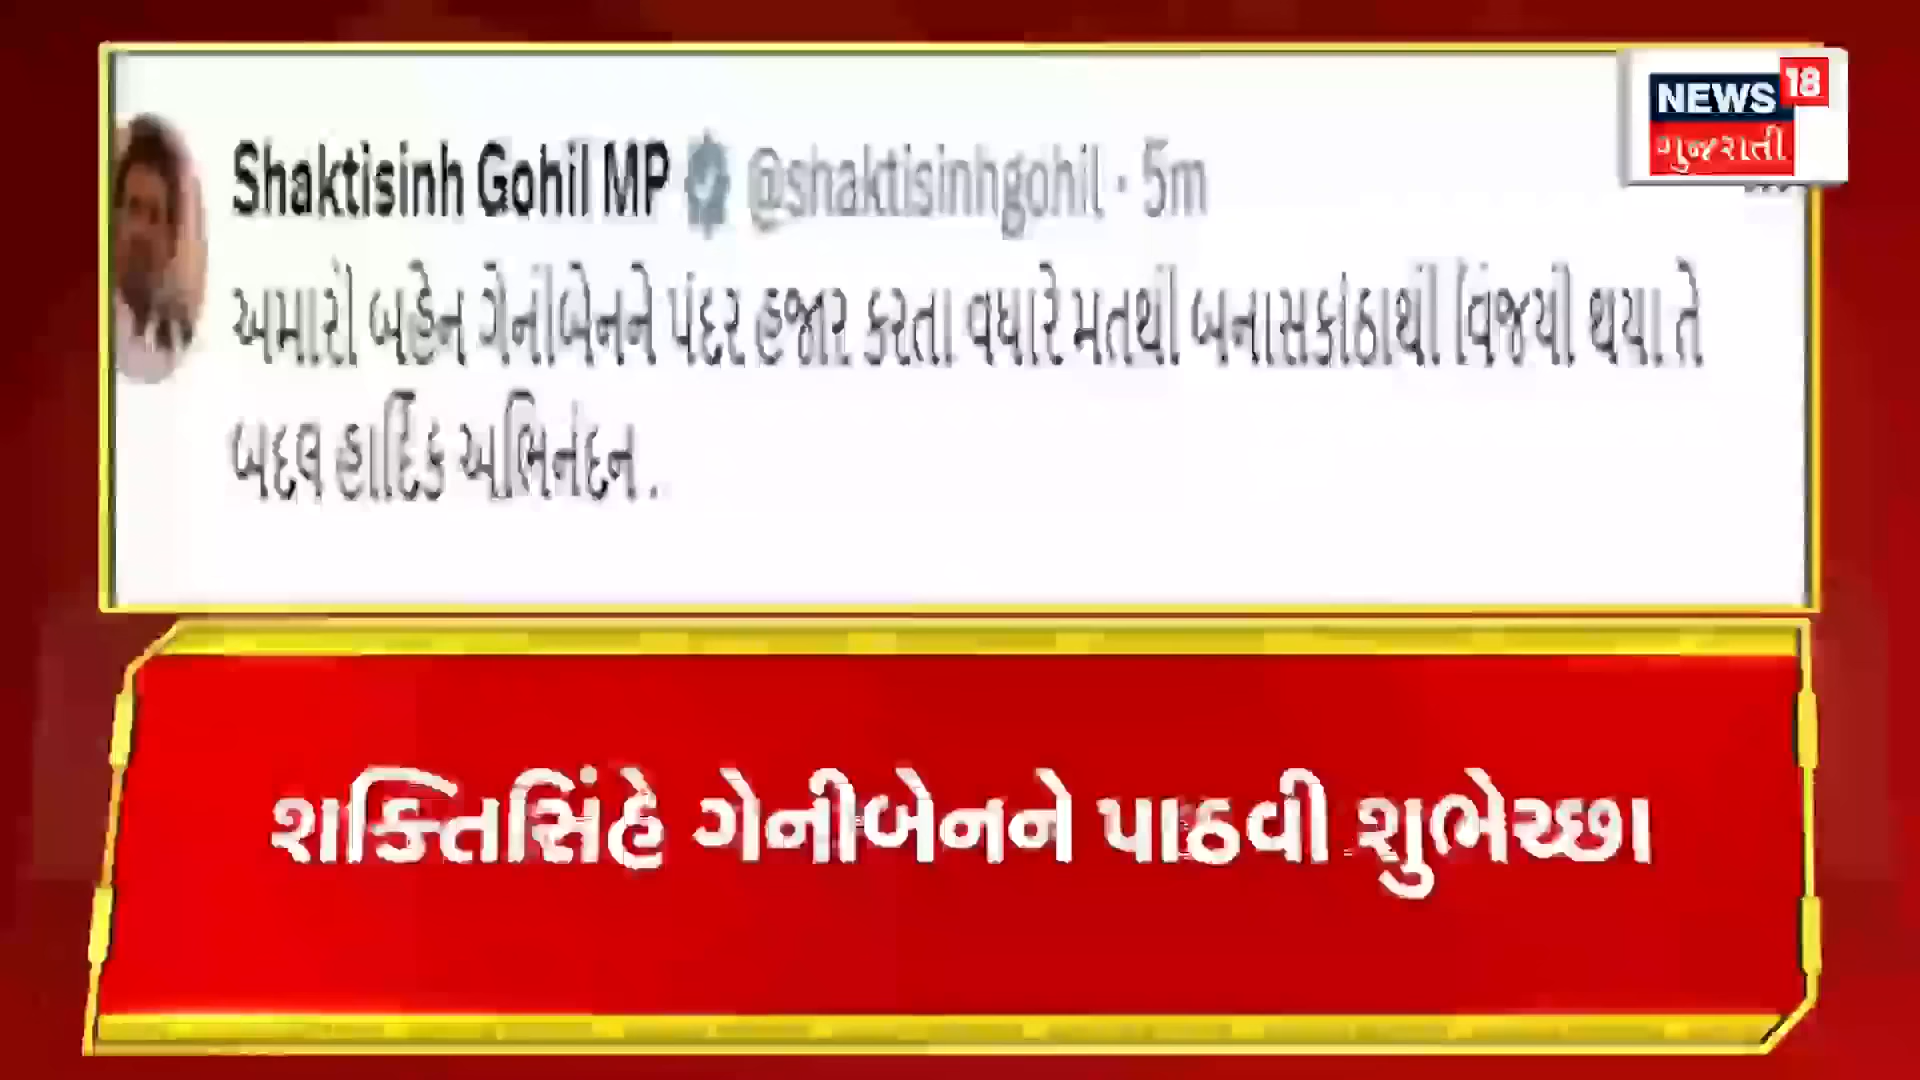 NEWS 18
ગુજરાતી
Shaktisinh Gohil MP @shaktisinhgohil · 5m
અમારી બહેન ગેનીબેનને પંદર હજાર કરતા વધારે મતથી બનાસકાંઠાથી વિજયી થયા તે
બદલ હાર્દિક અભિનંદન .
શક્તિસિંહે ગેનીબેનને પાઠવી શુભેચ્છા